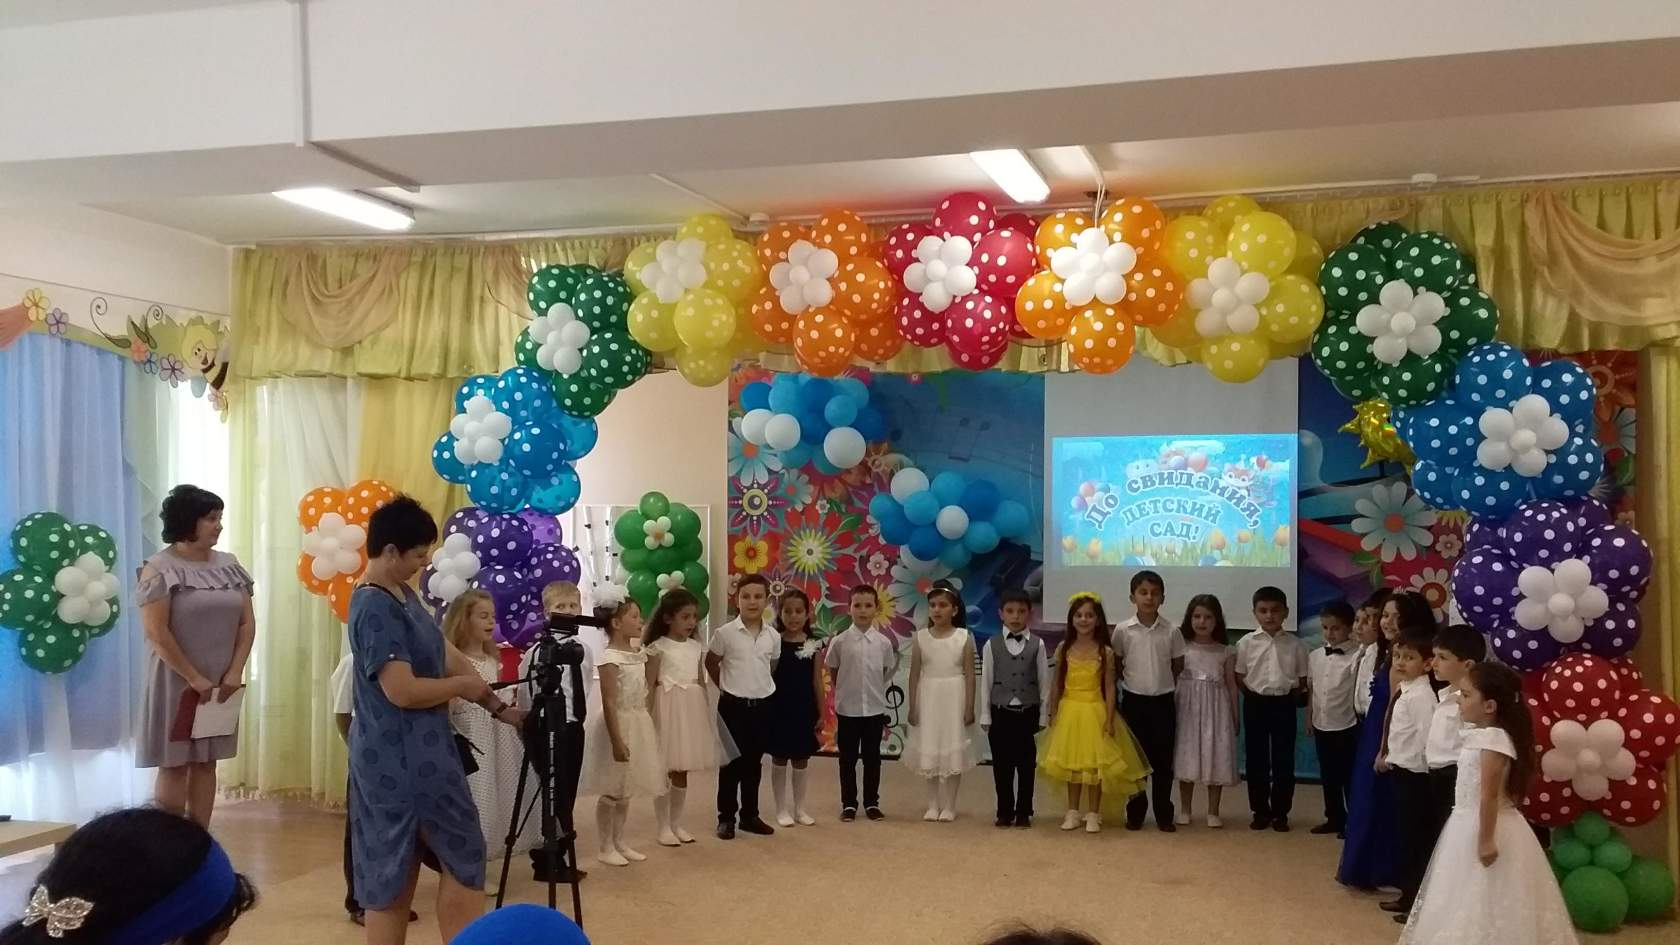 До свидания,
детский
сад!